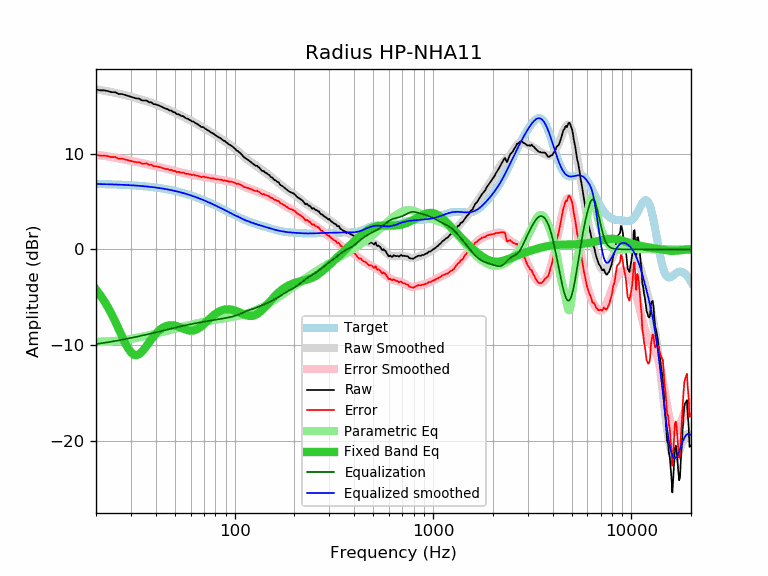 Radius HP-NHA11
Amplitude (dBr)
10
0
−10
−20
Target
Raw Smoothed
Error Smoothed
Raw
Error
Parametric Eq
Fixed Band Eq
Equalization
Equalized smoothed
100
1000
10000
Frequency (Hz)